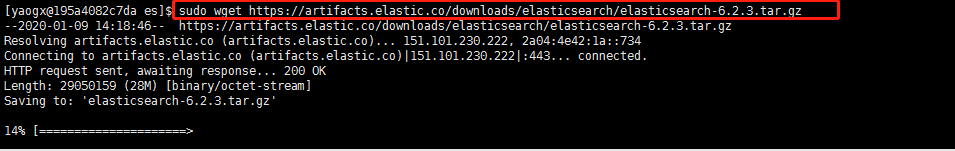 [yaogx@195a4082c7da es]$ sudo wget https://artifacts.elastic.co/downloads/elasticsearch/elasticsearch-6.2.3.tar.gz
--2020-01-09 14:18:46--  https://artifacts.elastic.co/downloads/elasticsearch/elasticsearch-6.2.3.tar.gz
Resolving artifacts.elastic.co (artifacts.elastic.co)... 151.101.230.222, 2a04:4e42:1a::734
Connecting to artifacts.elastic.co (artifacts.elastic.co)|151.101.230.222|:443... connected.
HTTP request sent, awaiting response... 200 OK
Length: 29050159 (28M) [binary/octet-stream]
Saving to: 'elasticsearch-6.2.3.tar.gz'
14% [=====================>